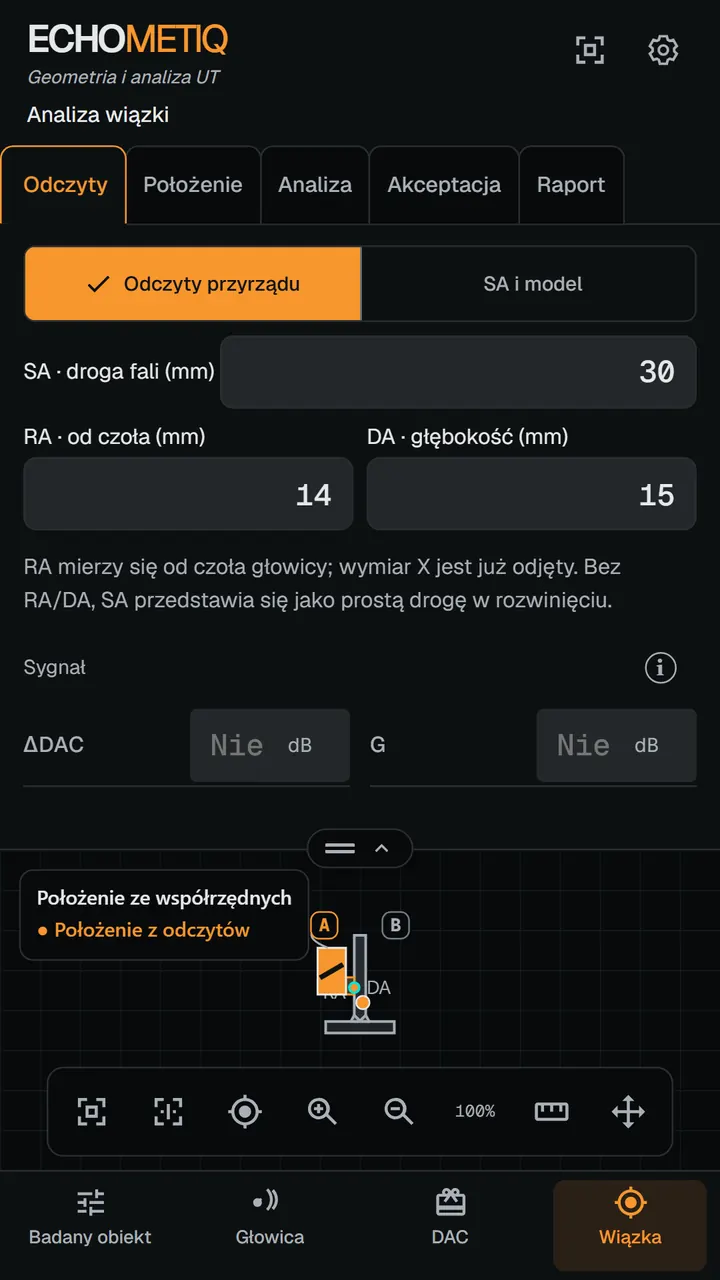 ECHOMETIQ
Geometria i analiza UT
Analiza wiązki
Odczyty
Położenie
Analiza
Akceptacja
Raport
Odczyty przyrządu
SA i model
SA · droga fali (mm)
30
RA · od czoła (mm)
DA · głębokość (mm)
14
15
RA mierzy się od czoła głowicy; wymiar X jest już odjęty. Bez
RA/DA, SA przedstawia się jako prostą drogę w rozwinięciu.
Sygnał
ΔDAC
Nie dB
G
Nie dB
Położenie ze współrzędnych
Położenie z odczytów
A
B
RA
DA
100%
Badany obiekt
Głowica
DAC
Wiązka